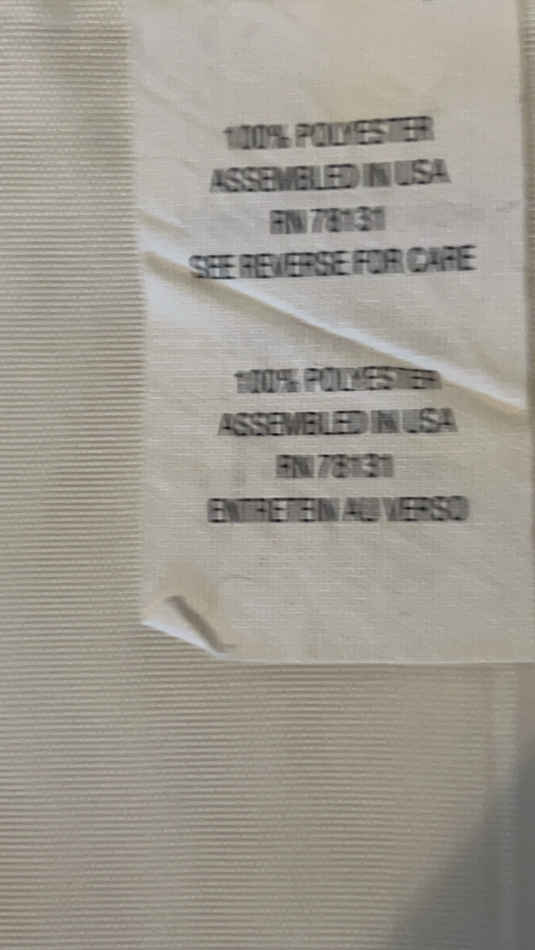 100% POLYESTER
ASSEMBLED IN USA
RN 78131
SEE REVERSE FOR CARE
100% POLYESTER
ASSEMBLED IN USA
RN 78131
ENTRETEIN AU VERSO